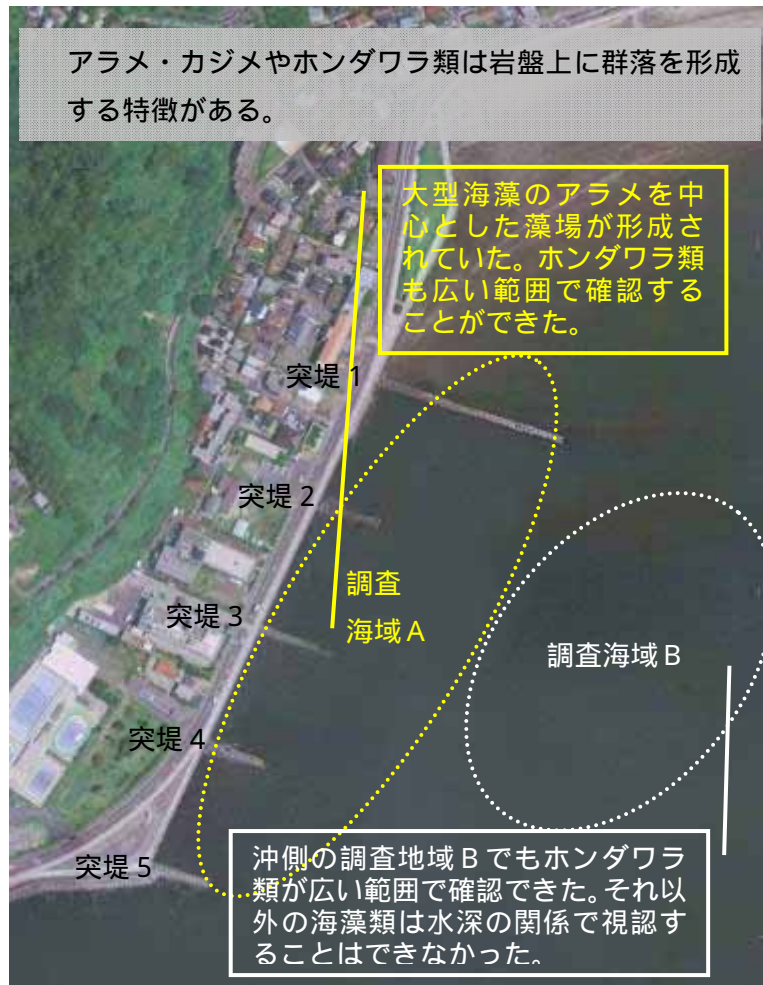 アラメ・カジメやホンダワラ類は岩盤上に群落を形成
する特徴がある。
大型海藻のアラメを中
心とした藻場が形成さ
れていた。ホンダワラ類
も広い範囲で確認する
ことができた。
突堤 1
突堤 2
調査
海域A
突堤 3
調査海域B
突堤 4
突堤 5
沖側の調査地域Bでもホンダワラ
類が広い範囲で確認できた。それ以
外の海藻類は水深の関係で視認す
ることはできなかった。